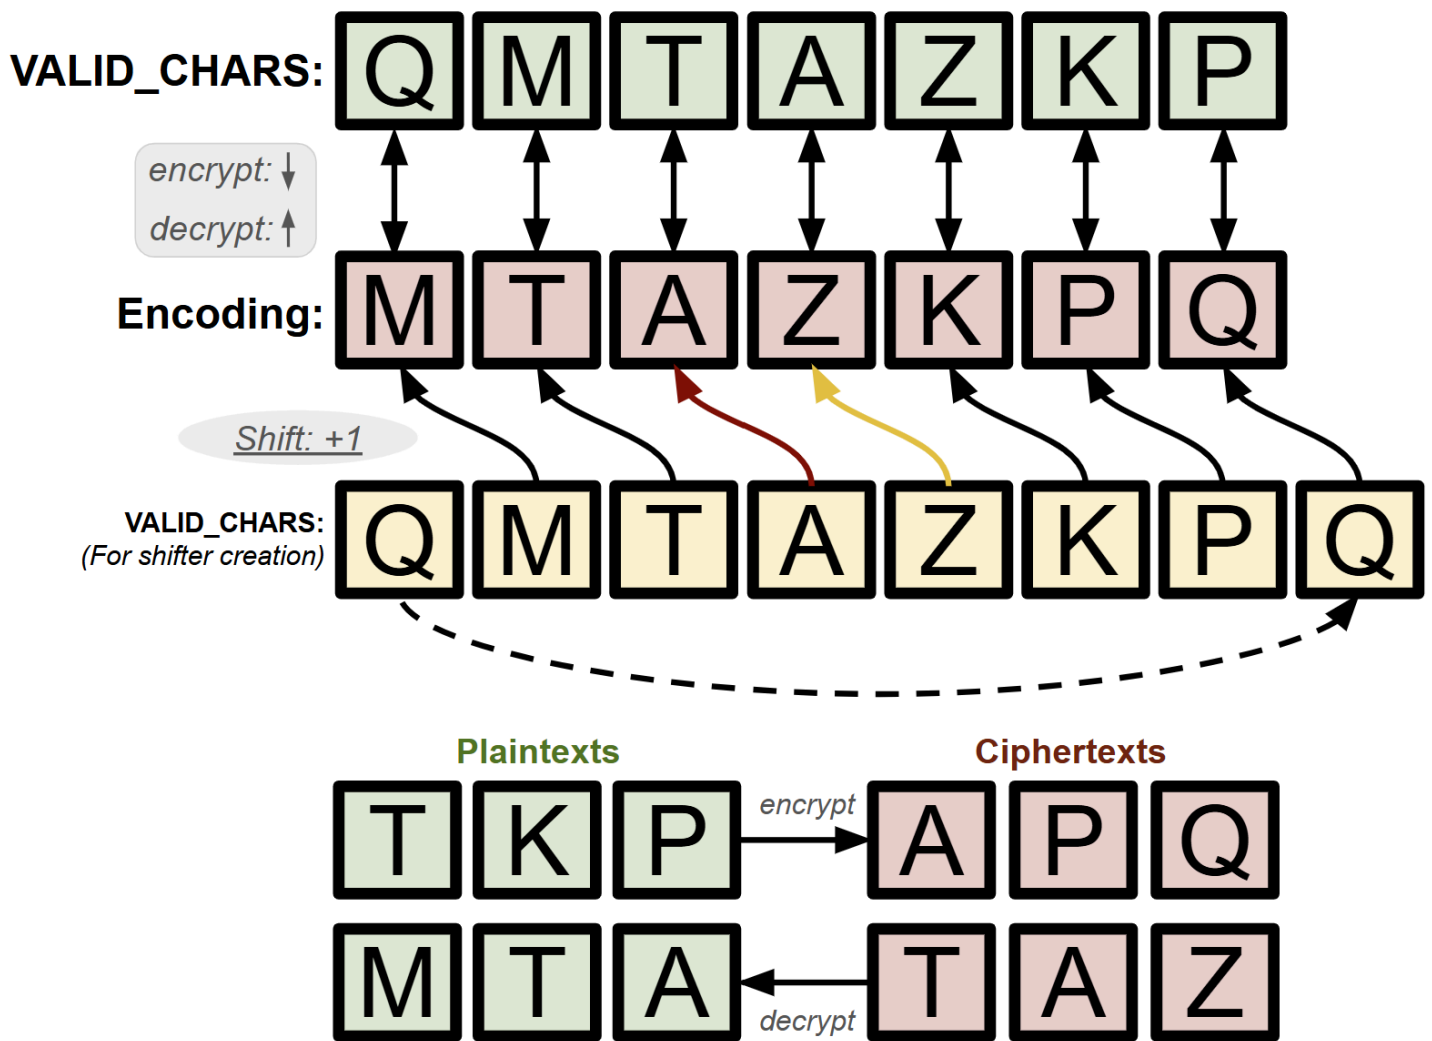 VALID_CHARS: Q M T A Z K P
encrypt:
decrypt:
Encoding: M T A Z K P Q
Shift: +1
VALID_CHARS:
(For shifter creation)
Q M T A Z K P Q
Plaintexts Ciphertexts
T K P encrypt A P Q
M T A decrypt T A Z